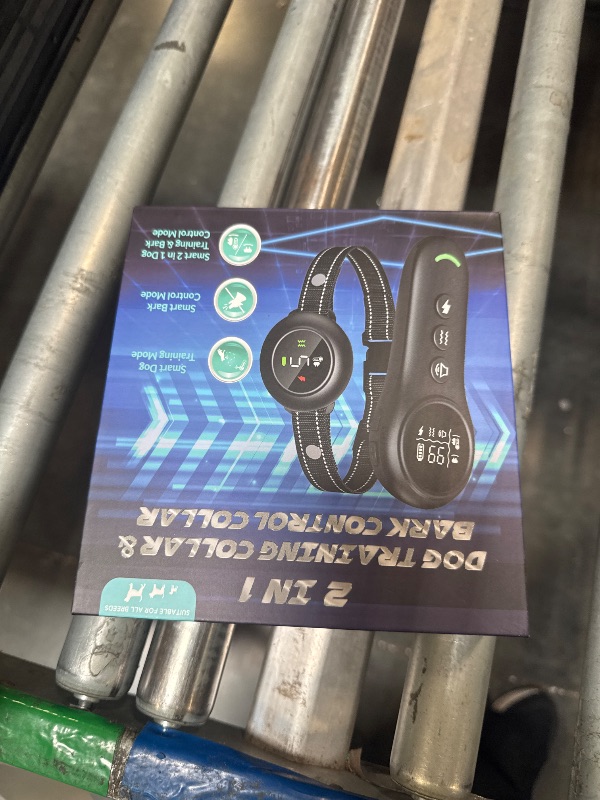 SUITABLE FOR ALL BREEDS
2 IN 1
DOG TRAINING COLLAR &
BARK CONTROL COLLAR
Smart Dog
Training Mode
Smart Bark
Control Mode
Smart 2 in 1 Dog
Training & Bark
Control Mode